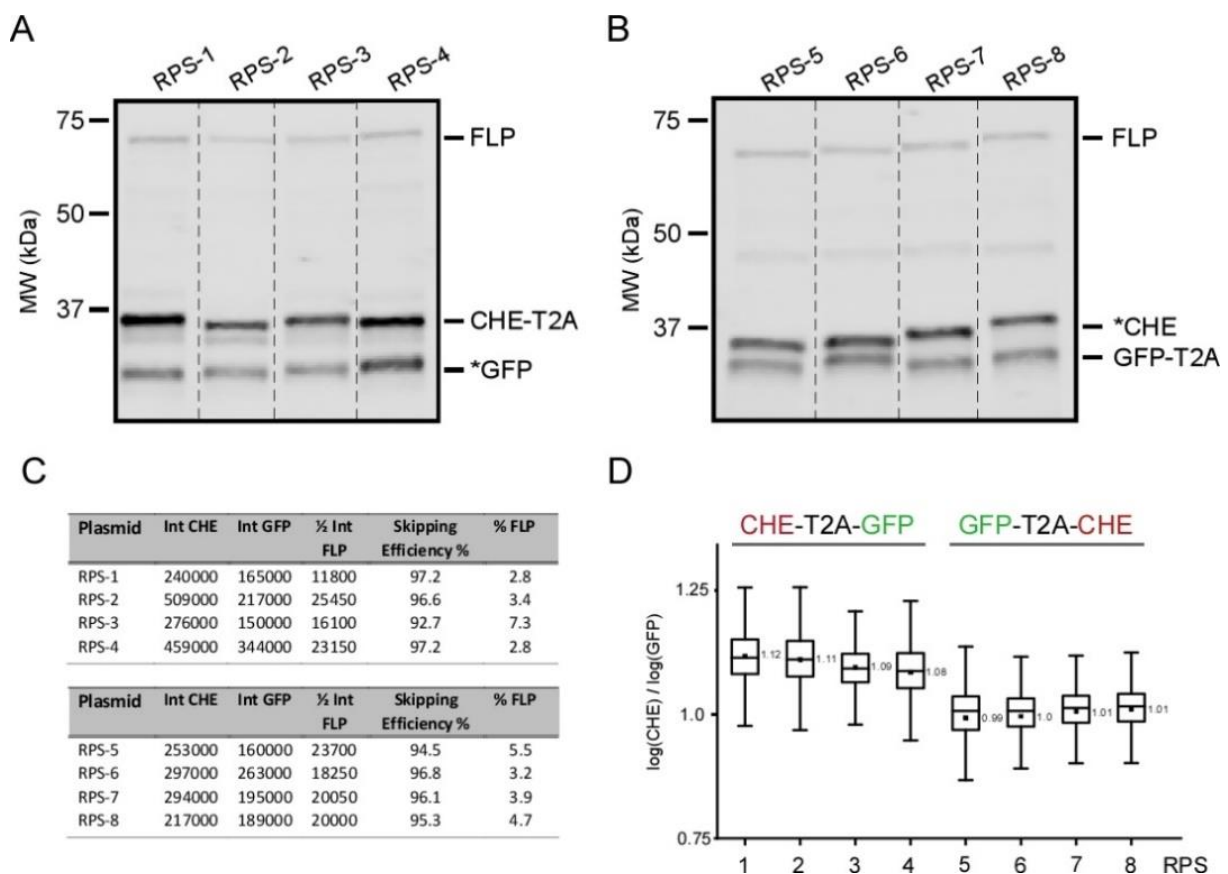 A
RPS-1 RPS-2 RPS-3 RPS-4
75
50
37
MW (kDa)
FLP
CHE-T2A
*GFP
B
RPS-5 RPS-6 RPS-7 RPS-8
75
50
37
MW (kDa)
FLP
*CHE
GFP-T2A
C
Plasmid Int CHE Int GFP ½ Int Skipping % FLP
FLP Efficiency %
RPS-1 240000 165000 11800 97.2 2.8
RPS-2 509000 217000 25450 96.6 3.4
RPS-3 276000 150000 16100 92.7 7.3
RPS-4 459000 344000 23150 97.2 2.8
Plasmid Int CHE Int GFP ½ Int Skipping % FLP
FLP Efficiency %
RPS-5 253000 160000 23700 94.5 5.5
RPS-6 297000 263000 18250 96.8 3.2
RPS-7 294000 195000 20050 96.1 3.9
RPS-8 217000 189000 20000 95.3 4.7
D
CHE-T2A-GFP GFP-T2A-CHE
log(CHE) / log(GFP)
1.25
1.0
0.75
1.12 1.11 1.09 1.08 0.99 1.0 1.01 1.01
1 2 3 4 5 6 7 8 RPS